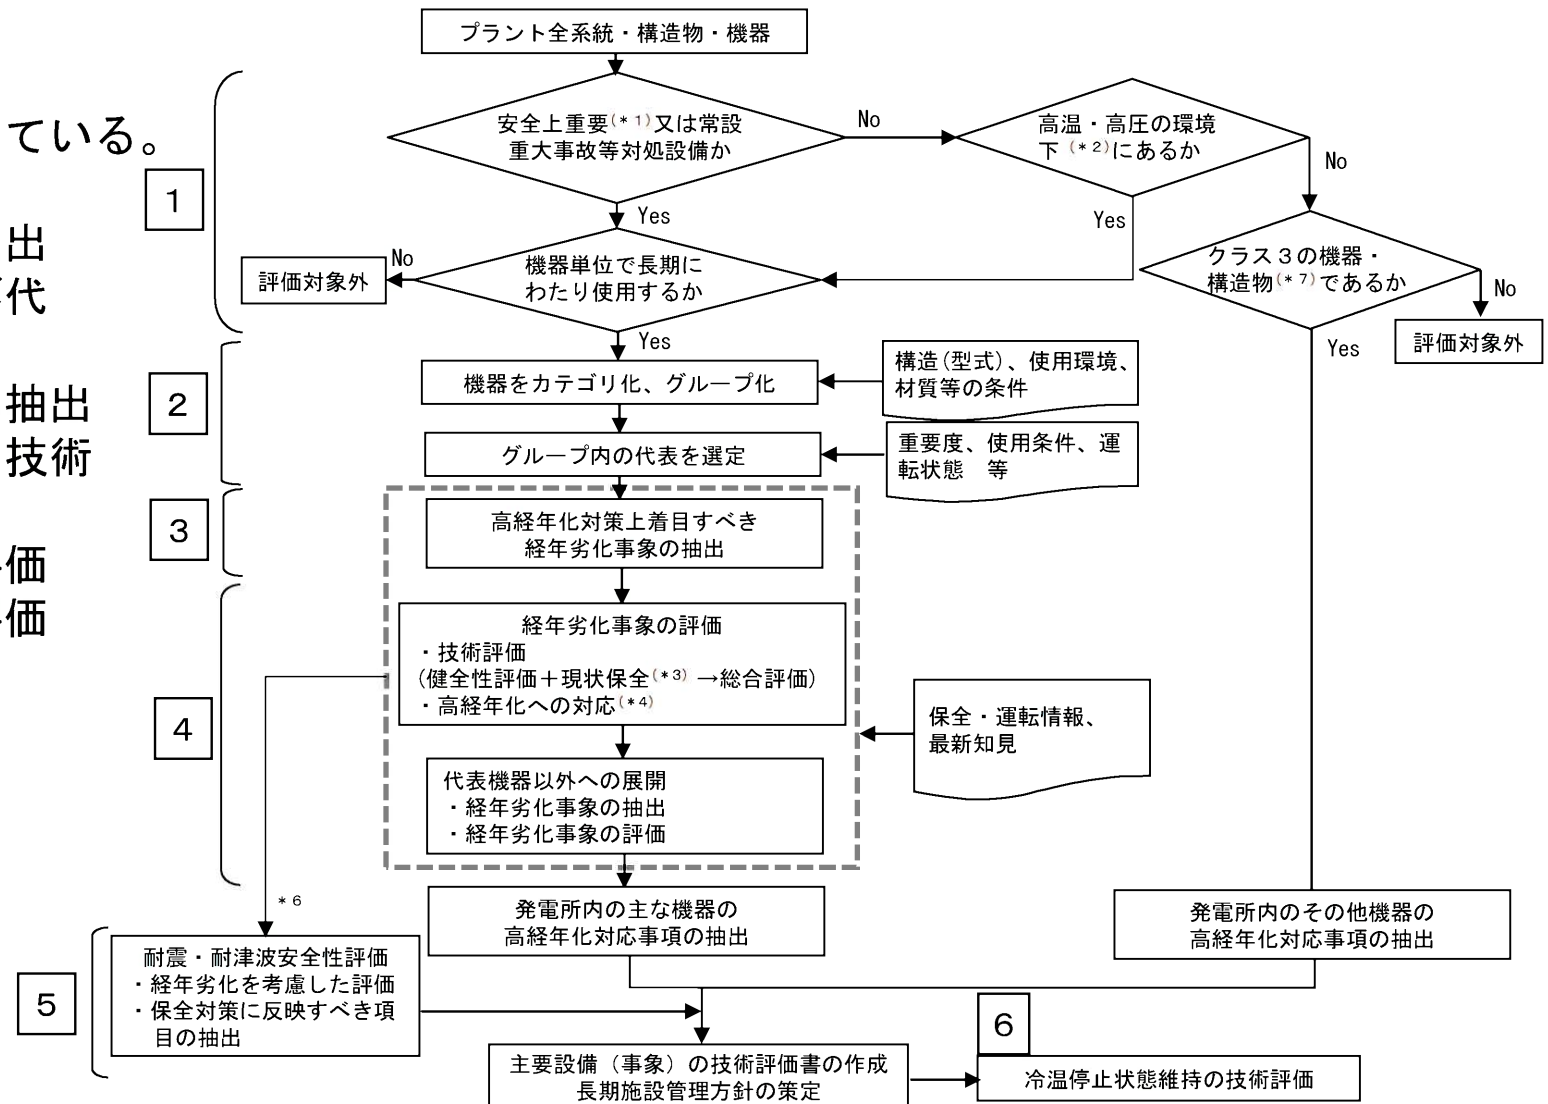 ている。
出
代
抽出
技術
価
価
プラント全系統・構造物・機器
1
安全上重要(*1)又は常設
重大事故等対処設備か
No
高温・高圧の環境
下(*2)にあるか
No
Yes
Yes
機器単位で長期に
わたり使用するか
No
評価対象外
クラス3の機器・
構造物(*7)であるか
No
評価対象外
Yes
Yes
2
機器をカテゴリ化、グループ化
構造(型式)、使用環境、
材質等の条件
グループ内の代表を選定
重要度、使用条件、運
転状態 等
3
高経年化対策上着目すべき
経年劣化事象の抽出
4
経年劣化事象の評価
・技術評価
(健全性評価+現状保全(*3)→総合評価)
・高経年化への対応(*4)
保全・運転情報、
最新知見
代表機器以外への展開
・経年劣化事象の抽出
・経年劣化事象の評価
*6
発電所内の主な機器の
高経年化対応事項の抽出
発電所内のその他機器の
高経年化対応事項の抽出
5
耐震・耐津波安全性評価
・経年劣化を考慮した評価
・保全対策に反映すべき項
目の抽出
6
主要設備（事象）の技術評価書の作成
長期施設管理方針の策定
冷温停止状態維持の技術評価